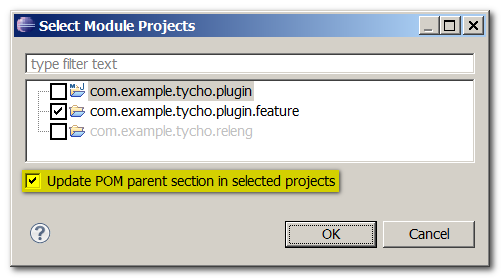 Select Module Projects
type filter text
com.example.tycho.plugin
com.example.tycho.plugin.feature
com.example.tycho.releng
Update POM parent section in selected projects
?
OK
Cancel